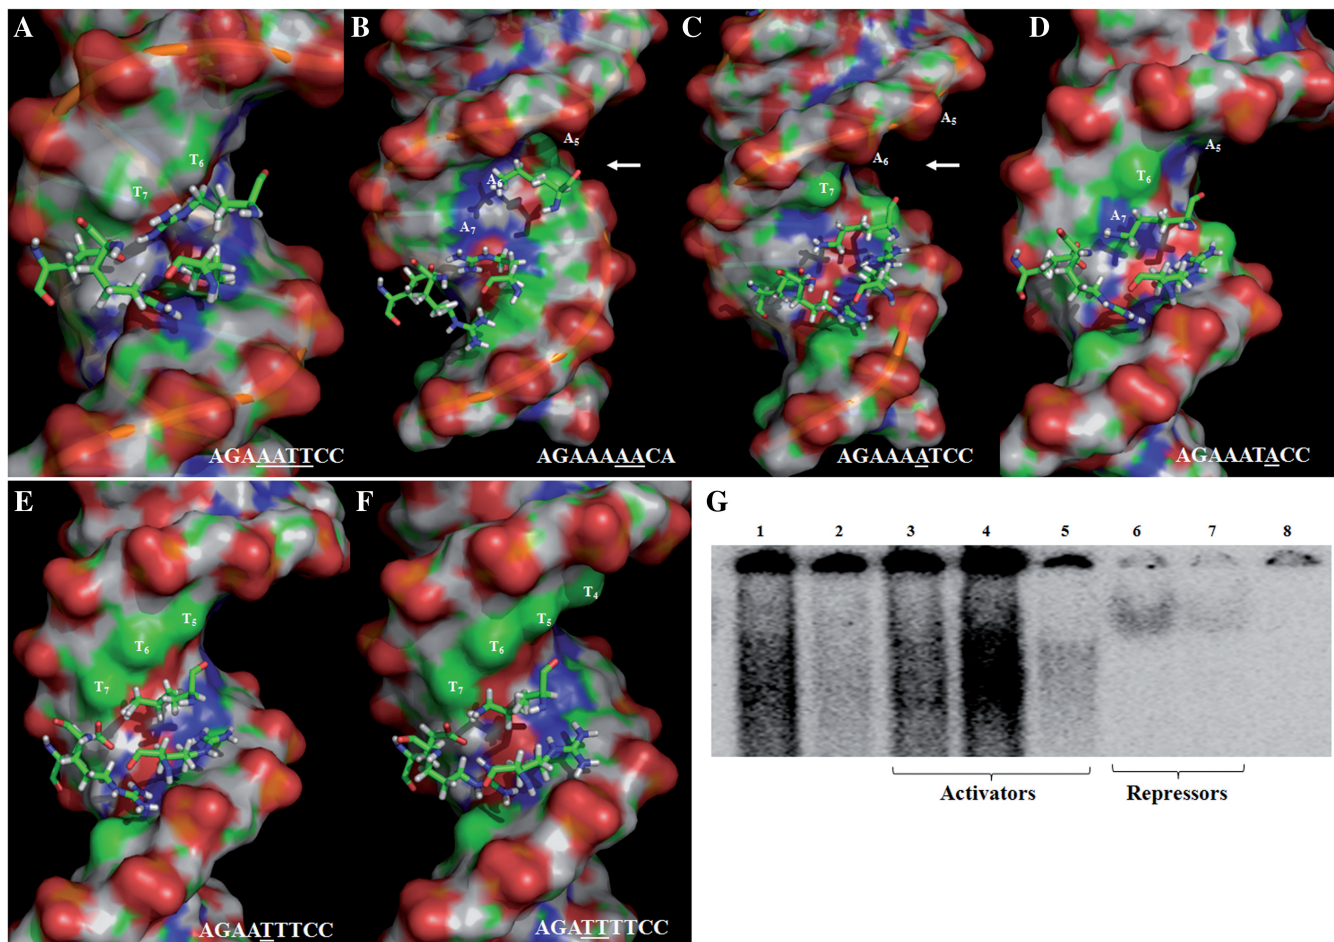 A
T₆
T₇
AGAAATTCC
B
A₅
A₆
A₇
AGAAAAACA
C
A₅
A₆
T₇
AGAAAATCC
D
A₅
T₆
A₇
AGAAATACC
E
T₅
T₆
T₇
AGAATTTCC
F
T₄
T₅
T₆
T₇
AGATTTTCC
G
1 2 3 4 5 6 7 8
Activators Repressors